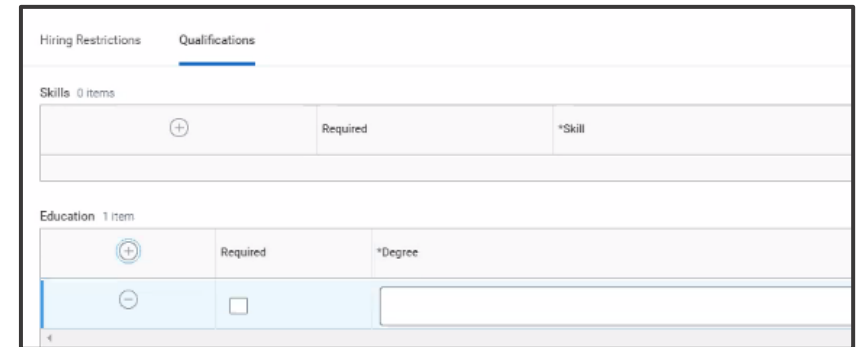 Hiring Restrictions Qualifications
Skills 0 items
Required *Skill
Education 1 item
Required *Degree